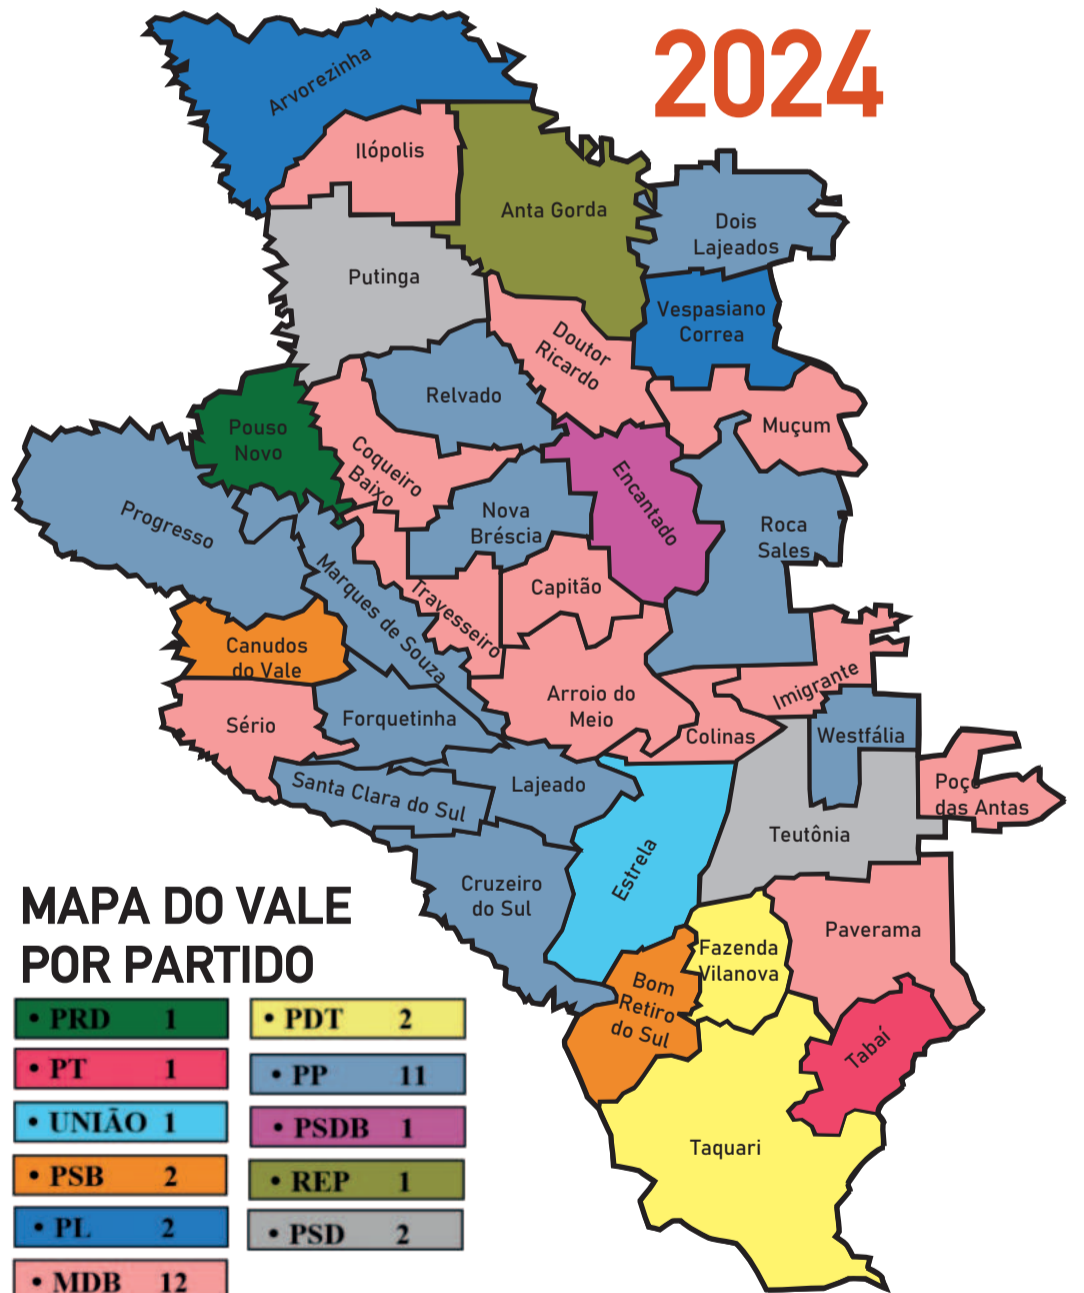 2024
Arvorezinha
Ilópolis
Anta Gorda
Dois
Lajeados
Putinga
Vespasiano
Correa
Doutor
Ricardo
Relvado
Muçum
Pouso
Novo
Coqueiro
Baixo
Encantado
Progresso
Nova
Bréscia
Roca
Sales
Marques de Souza
Travesseiro
Capitão
Canudos
do Vale
Imigrante
Arroio do
Meio
Sério
Forquetinha
Colinas
Westfália
Santa Clara do Sul
Lajeado
Poço
das Antas
Teutônia
Estrela
Cruzeiro
do Sul
Fazenda
Vilanova
Paverama
Bom
Retiro
do Sul
Tabaí
Taquari
MAPA DO VALE
POR PARTIDO
• PRD 1
• PT 1
• UNIÃO 1
• PSB 2
• PL 2
• MDB 12
• PDT 2
• PP 11
• PSDB 1
• REP 1
• PSD 2